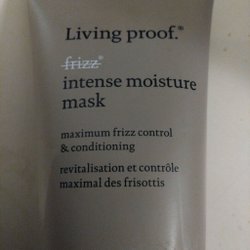 Living proof.®
frizz®
intense moisture
mask
maximum frizz control
& conditioning
revitalisation et contrôle
maximal des frisottis